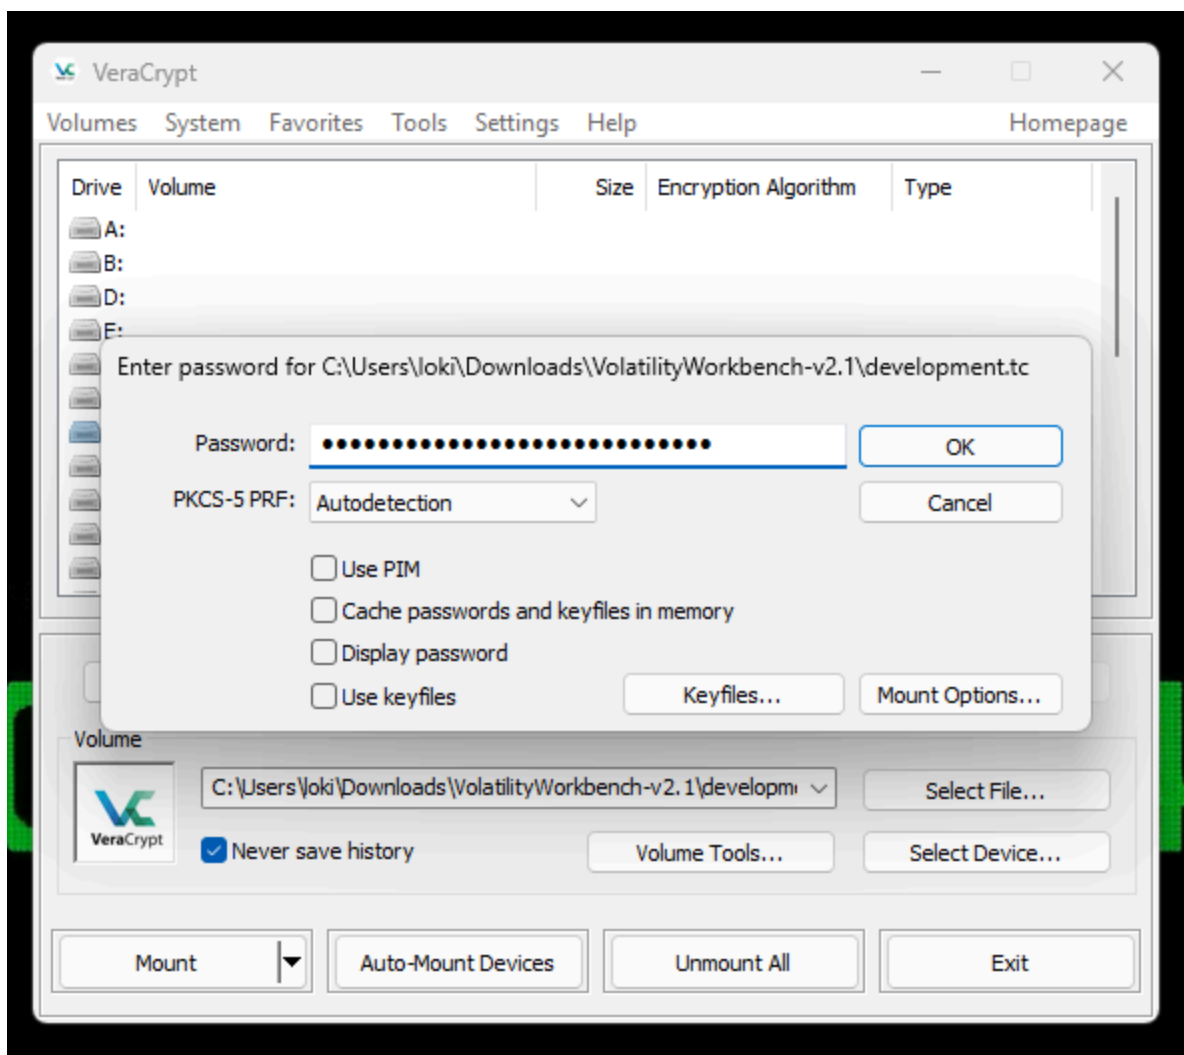 VeraCrypt
Volumes System Favorites Tools Settings Help Homepage
Drive Volume Size Encryption Algorithm Type
A:
B:
D:
E:
Enter password for C:\Users\loki\Downloads\VolatilityWorkbench-v2.1\development.tc
Password: ●●●●●●●●●●●●●●●●●●●●●●●●●●●● OK
PKCS-5 PRF: Autodetection Cancel
Use PIM
Cache passwords and keyfiles in memory
Display password
Use keyfiles Keyfiles... Mount Options...
Volume
C:\Users\loki\Downloads\VolatilityWorkbench-v2.1\developm Select File...
VeraCrypt
Never save history Volume Tools... Select Device...
Mount Auto-Mount Devices Unmount All Exit